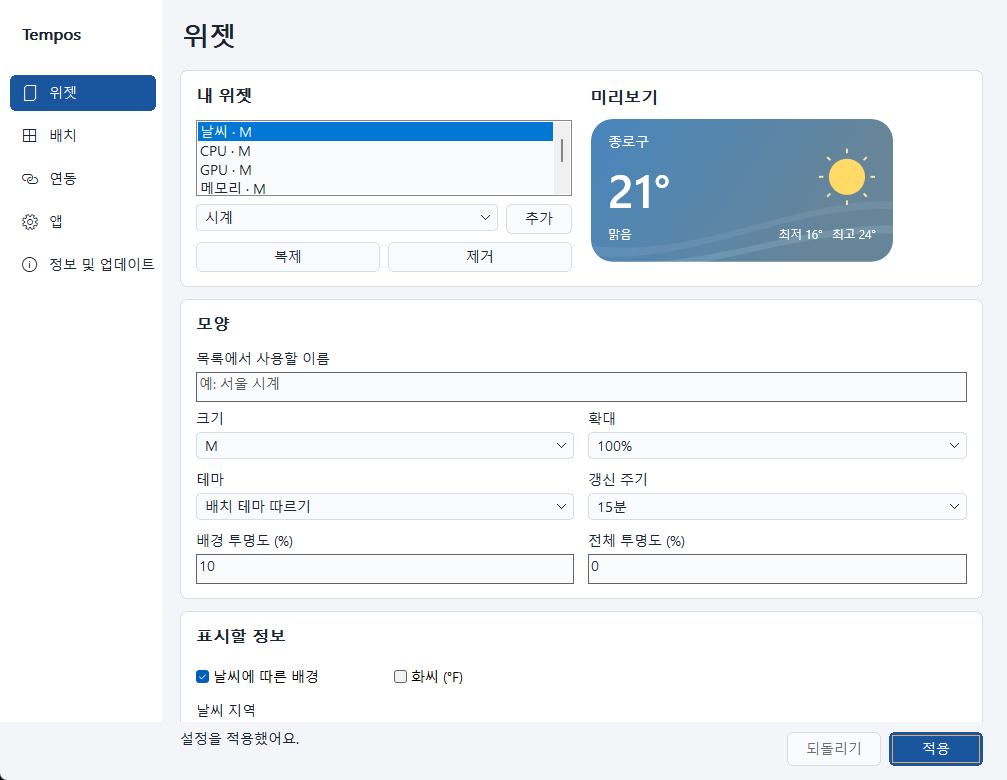 Tempos
위젯
배치
연동
앱
정보 및 업데이트
위젯
내 위젯
날씨 · M
CPU · M
GPU · M
메모리 · M
시계
추가
복제
제거
미리보기
종로구
21°
맑음
최저 16° 최고 24°
모양
목록에서 사용할 이름
예: 서울 시계
크기
확대
M
100%
테마
갱신 주기
배치 테마 따르기
15분
배경 투명도 (%)
전체 투명도 (%)
10
0
표시할 정보
날씨에 따른 배경
화씨 (°F)
날씨 지역
설정을 적용했어요.
되돌리기
적용